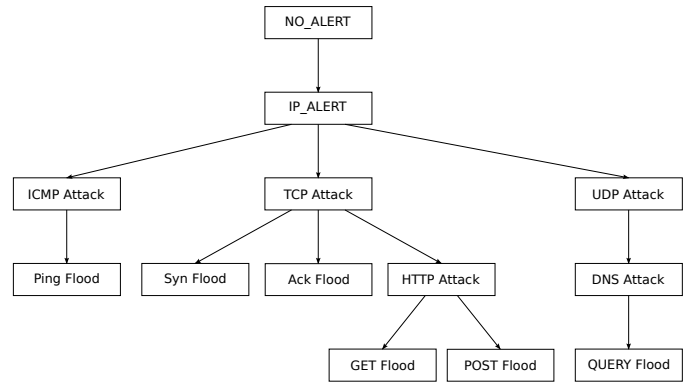 NO_ALERT
IP_ALERT
ICMP Attack
TCP Attack
UDP Attack
Ping Flood
Syn Flood
Ack Flood
HTTP Attack
DNS Attack
GET Flood
POST Flood
QUERY Flood